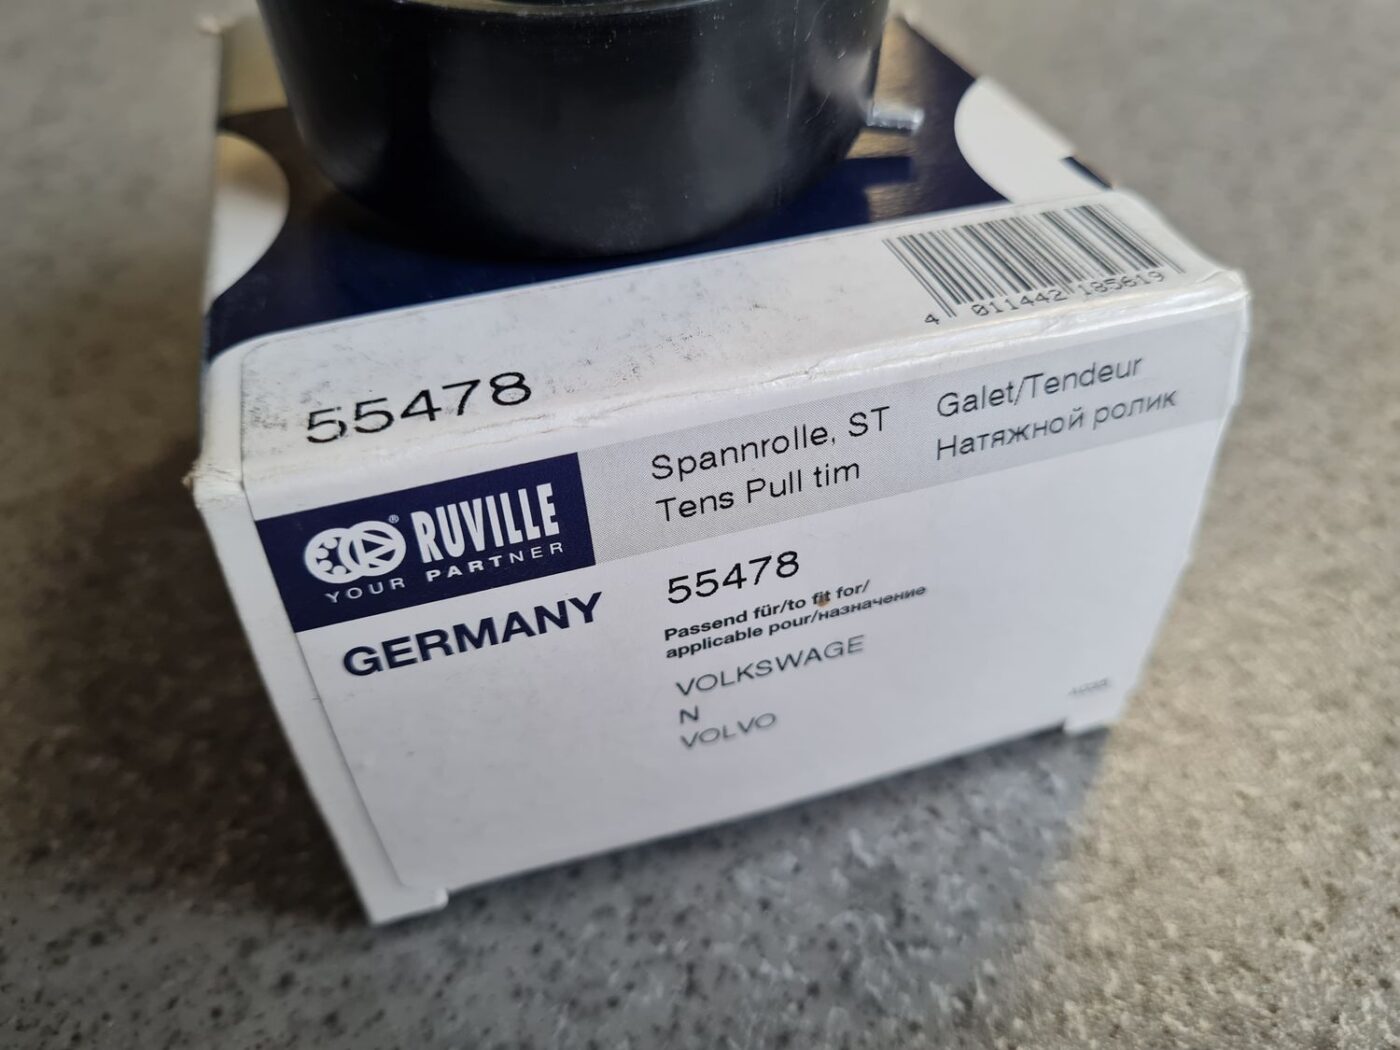 4 011442 185619
55478
RUVILLE®
YOUR PARTNER
GERMANY
Spannrolle, ST
Tens Pull tim
Galet/Tendeur
Натяжной ролик
55478
Passend für/to fit for/
applicable pour/назначение
VOLKSWAGE
N
VOLVO